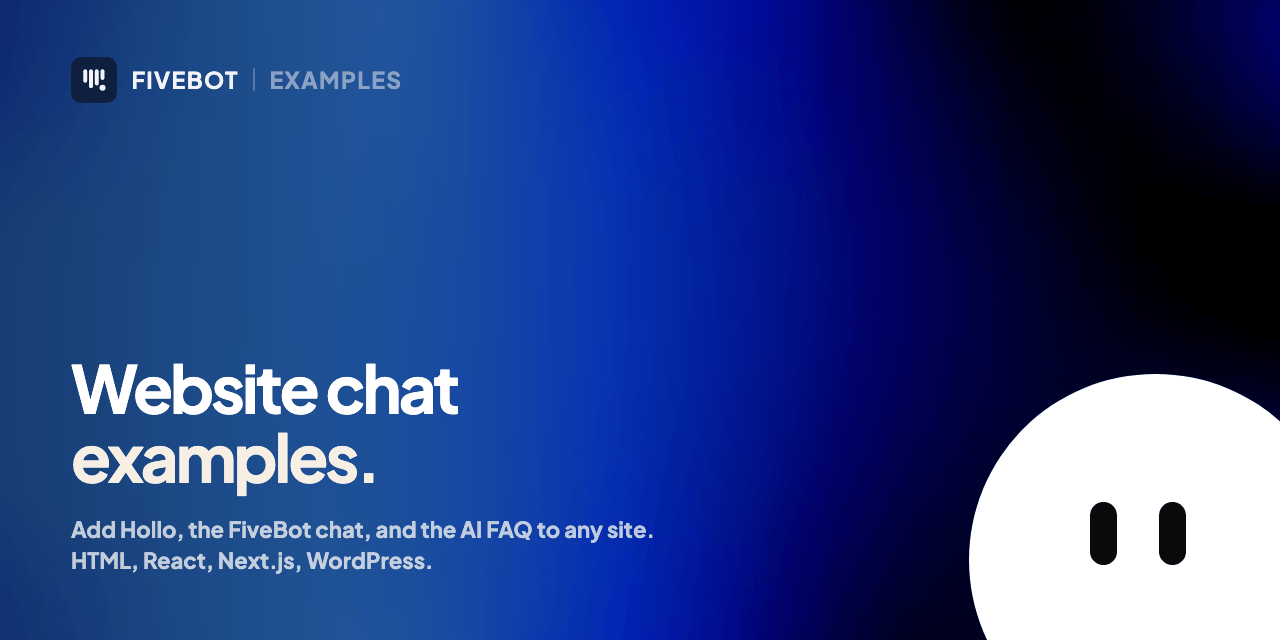 FIVEBOT | EXAMPLES
Website chat
examples.
Add Hollo, the FiveBot chat, and the AI FAQ to any site.
HTML, React, Next.js, WordPress.